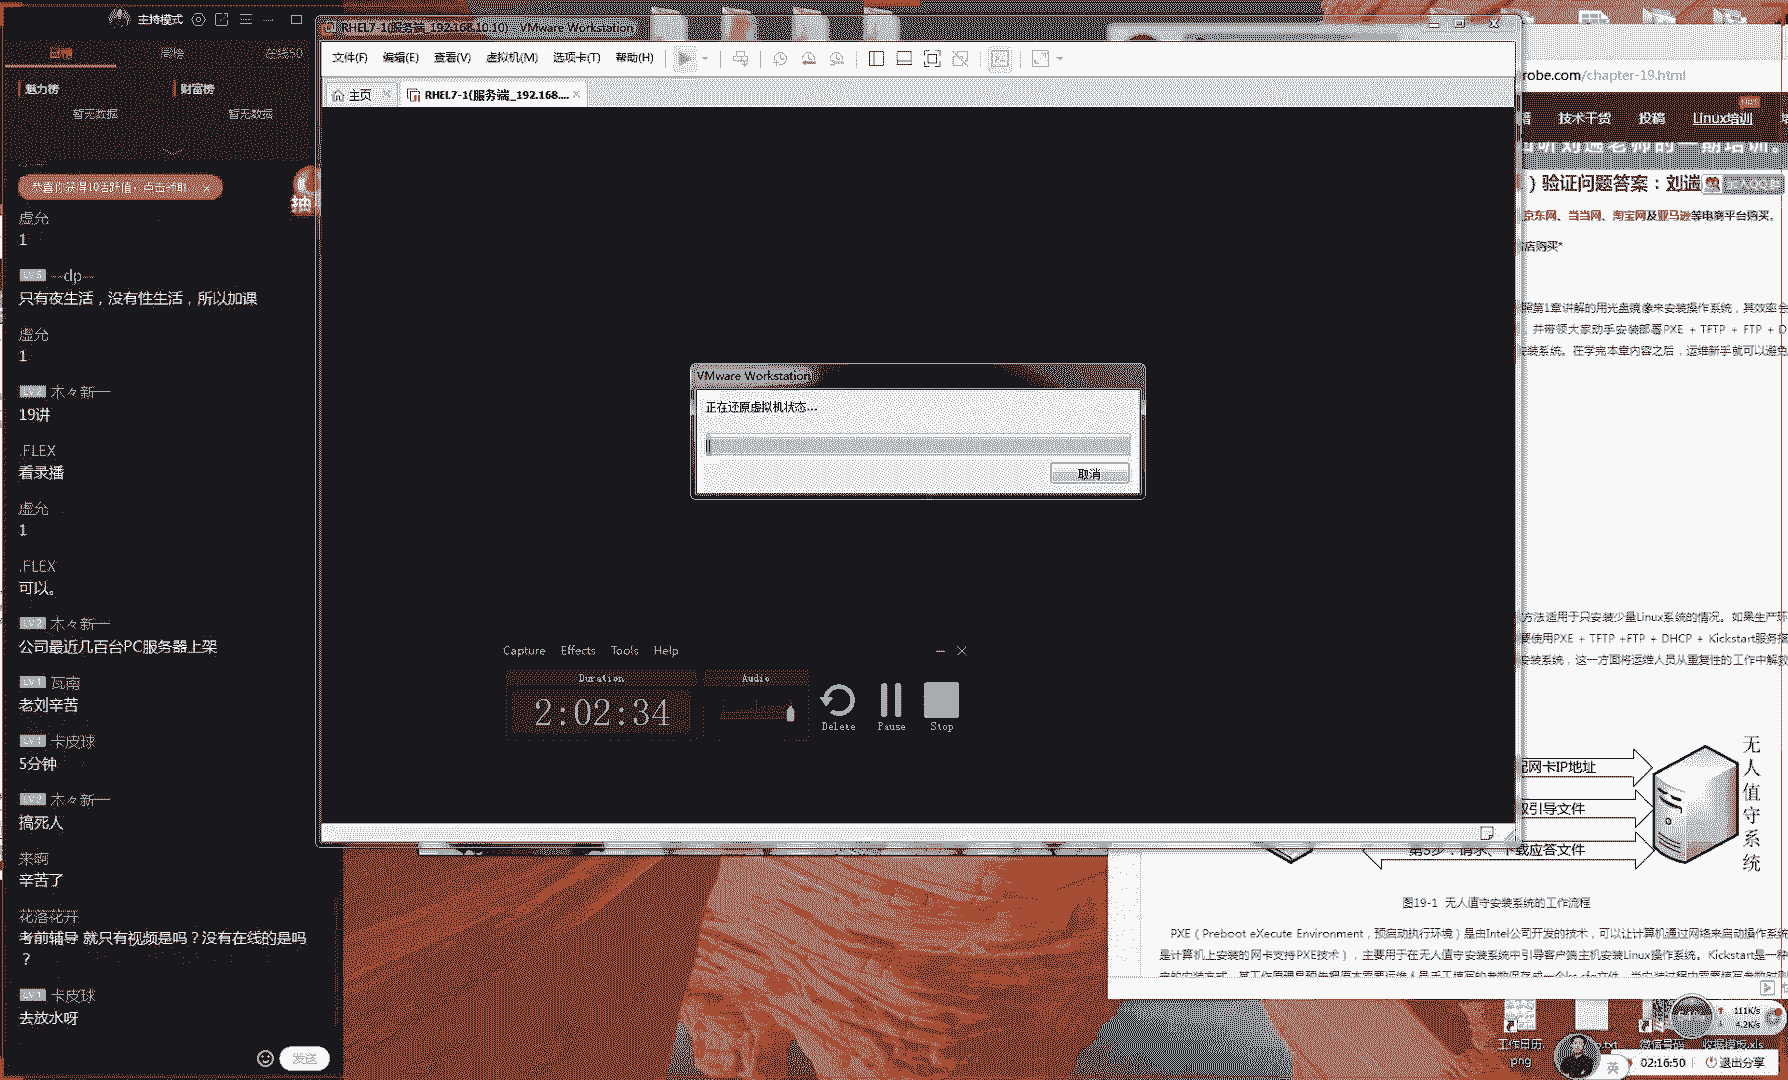 主持模式
日榜 周榜 在线50
魅力榜 财富榜
暂无数据 暂无数据
虚允
1
LV5 --dp--
只有夜生活，没有性生活，所以加课
虚允
1
LV2 木々新一
19讲
.FLEX
看录播
虚允
1
.FLEX
可以。
LV2 木々新一
公司最近几百台PC服务器上架
LV1 瓦南
老刘辛苦
卡皮球
5分钟
LV2 木々新一
搞死人
来啊
辛苦了
花落花开
考前辅导 就只有视频是吗？没有在线的是吗
？
LV1 卡皮球
去放水呀
发送
抽
RHEL7-1(服务端_192.168.10.10) - VMware Workstation
文件(F) 编辑(E) 查看(V) 虚拟机(M) 选项卡(T) 帮助(H)
主页 RHEL7-1(服务端_192.168....
VMware Workstation
正在还原虚拟机状态...
取消
Capture Effects Tools Help
Duration Audio
2:02:34
Delete Pause Stop
robe.com/chapter-19.html
技术干货 投稿 Linux培训
）验证问题答案：刘遄
京东网、当当网、淘宝网及亚马逊等电商平台购买。
店购买*
照第1章讲解的用光盘镜像来安装操作系统，其效率会
并带领大家动手安装部署PXE + TFTP + FTP + D
安装系统。在学完本章内容之后，运维新手就可以避免
方法适用于只安装少量Linux系统的情况。如果生产环
要使用PXE + TFTP +FTP + DHCP + Kickstart服务搭
安装系统，这一方面将运维人员从重复性的工作中解救
配网卡IP地址
引导文件
第5步：请求、下载应答文件
无人值守系统
图19-1 无人值守安装系统的工作流程
PXE（Preboot eXecute Environment，预启动执行环境）是由Intel公司开发的技术，可以让计算机通过网络来启动操作系统
是计算机上安装的网卡支持PXE技术），主要用于在无人值守安装系统中引导客户端主机安装Linux操作系统。Kickstart是一种
工作日历.
png
收据模板.xls
111K/s
4.2K/s
英
02:16:50 退出分享